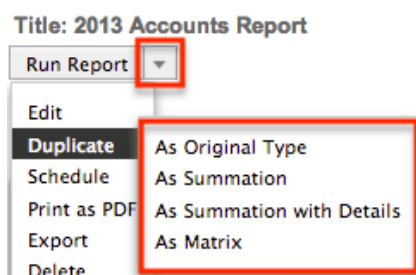 Title: 2013 Accounts Report
Run Report
Edit
Duplicate
As Original Type
Schedule
As Summation
Print as PDF
As Summation with Details
Export
As Matrix
Delete